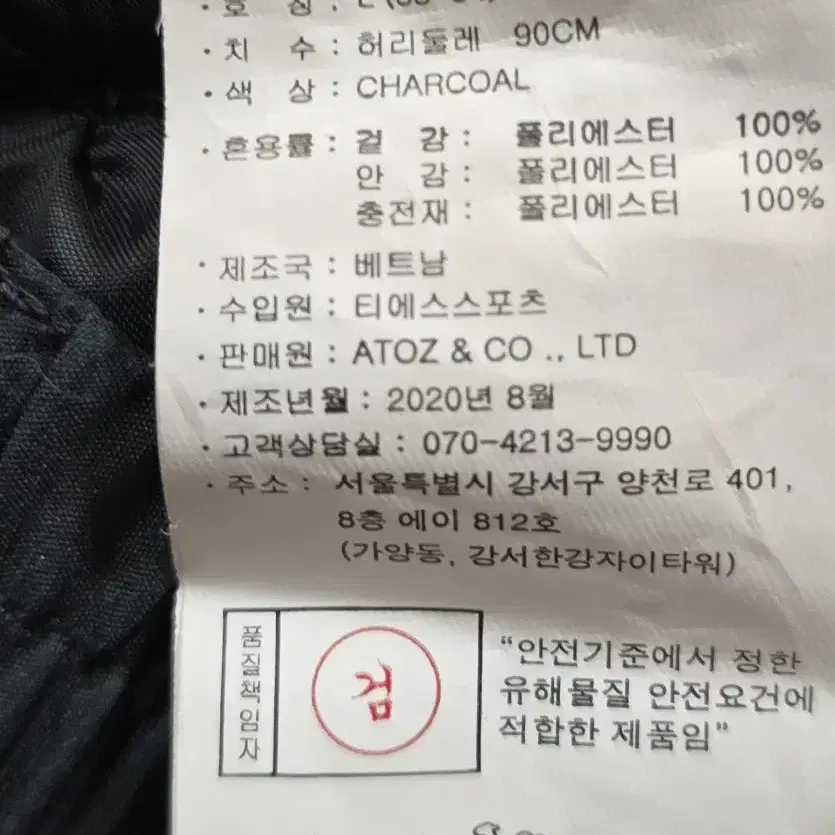 · 호 칭 : L
· 치 수 : 허리둘레 90CM
· 색 상 : CHARCOAL
· 혼용률 : 겉 감 : 폴리에스터 100%
안 감 : 폴리에스터 100%
충전재 : 폴리에스터 100%
· 제조국 : 베트남
· 수입원 : 티에스스포츠
· 판매원 : ATOZ & CO ., LTD
· 제조년월 : 2020년 8월
· 고객상담실 : 070-4213-9990
· 주소 : 서울특별시 강서구 양천로 401,
8층 에이 812호
(가양동, 강서한강자이타워)
품질책임자
검
“안전기준에서 정한
유해물질 안전요건에
적합한 제품임”